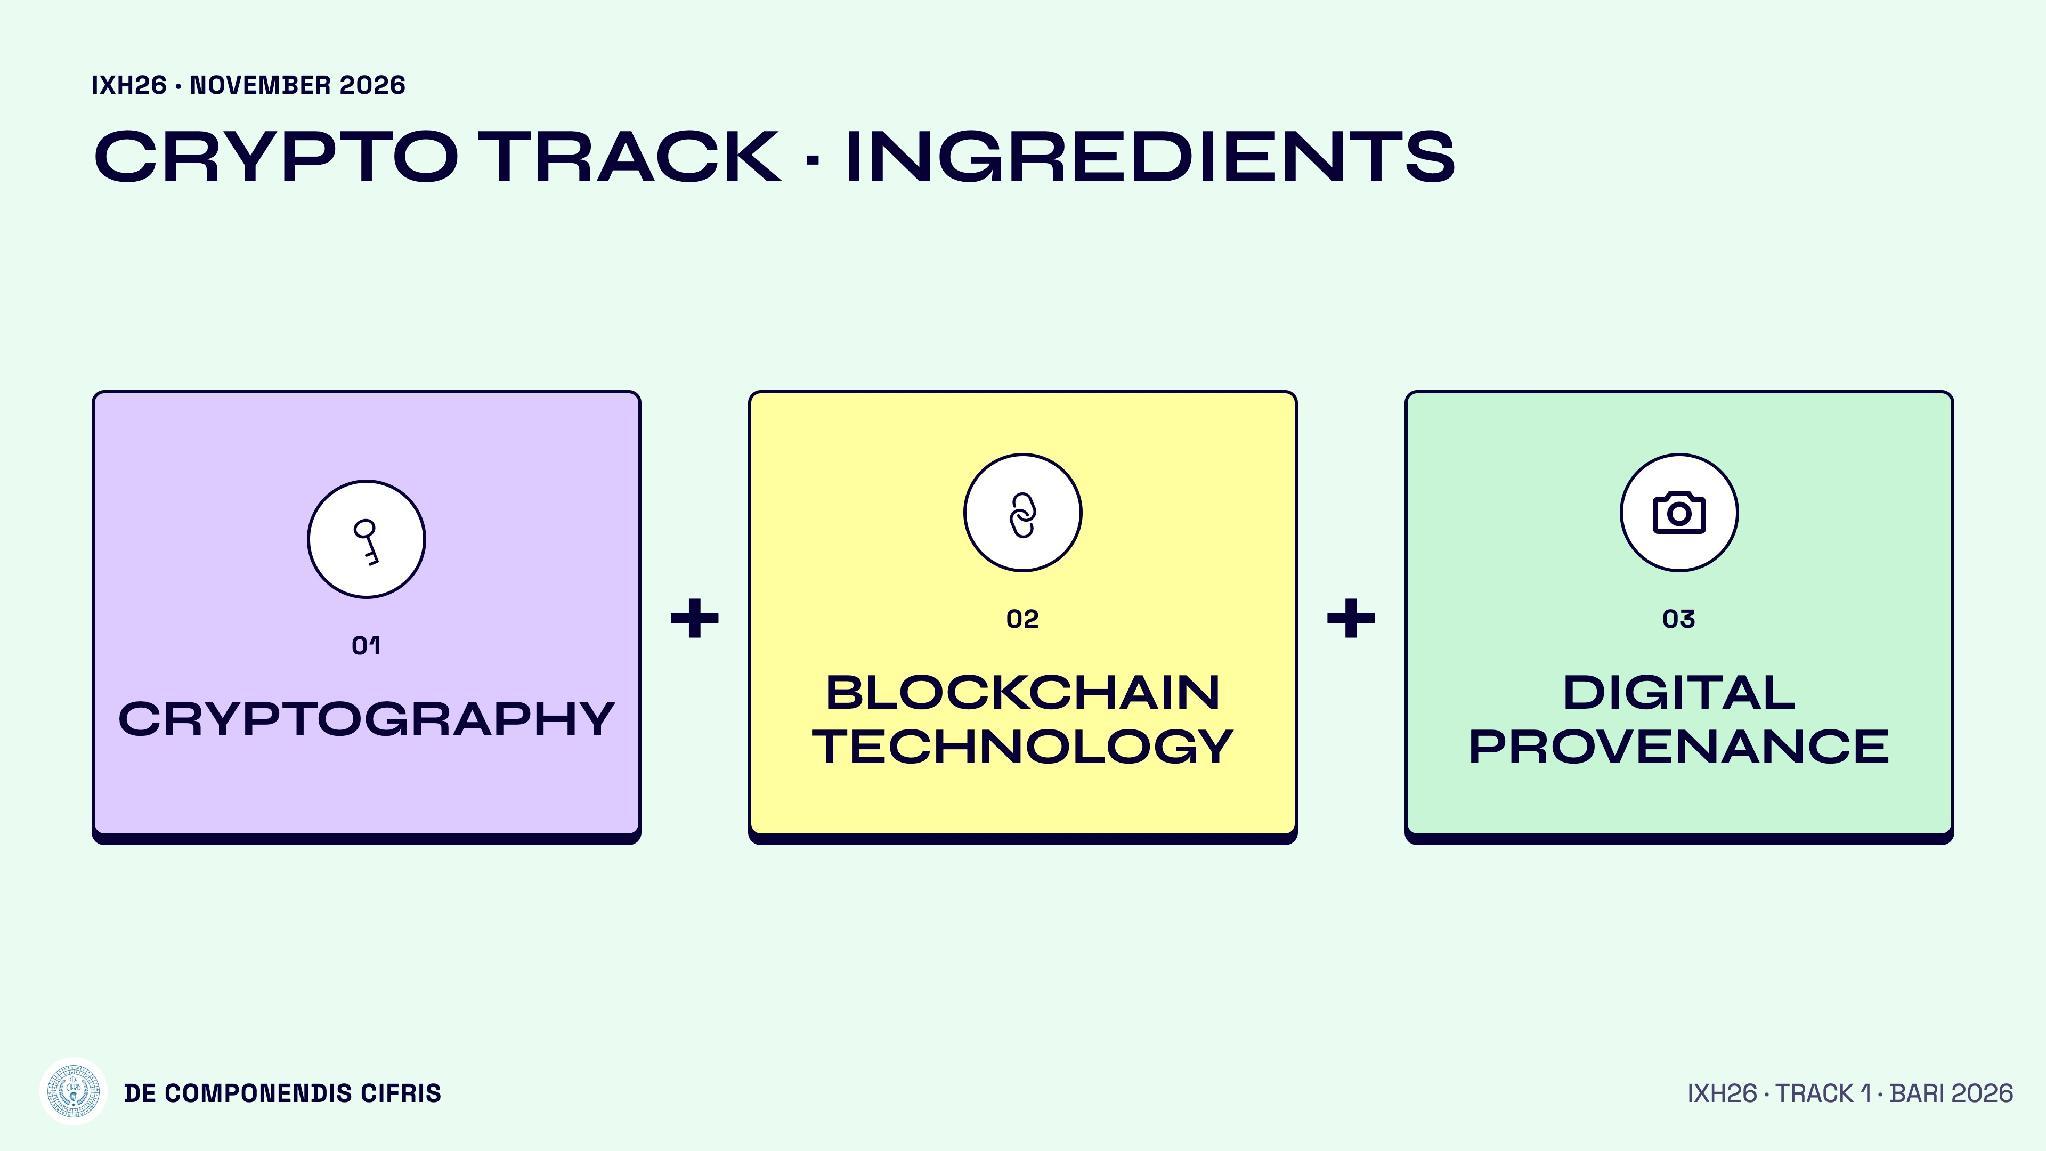 IXH26 · NOVEMBER 2026
CRYPTO TRACK · INGREDIENTS
01
CRYPTOGRAPHY
+
02
BLOCKCHAIN
TECHNOLOGY
+
03
DIGITAL
PROVENANCE
DE COMPONENDIS CIFRIS
IXH26 · TRACK 1 · BARI 2026